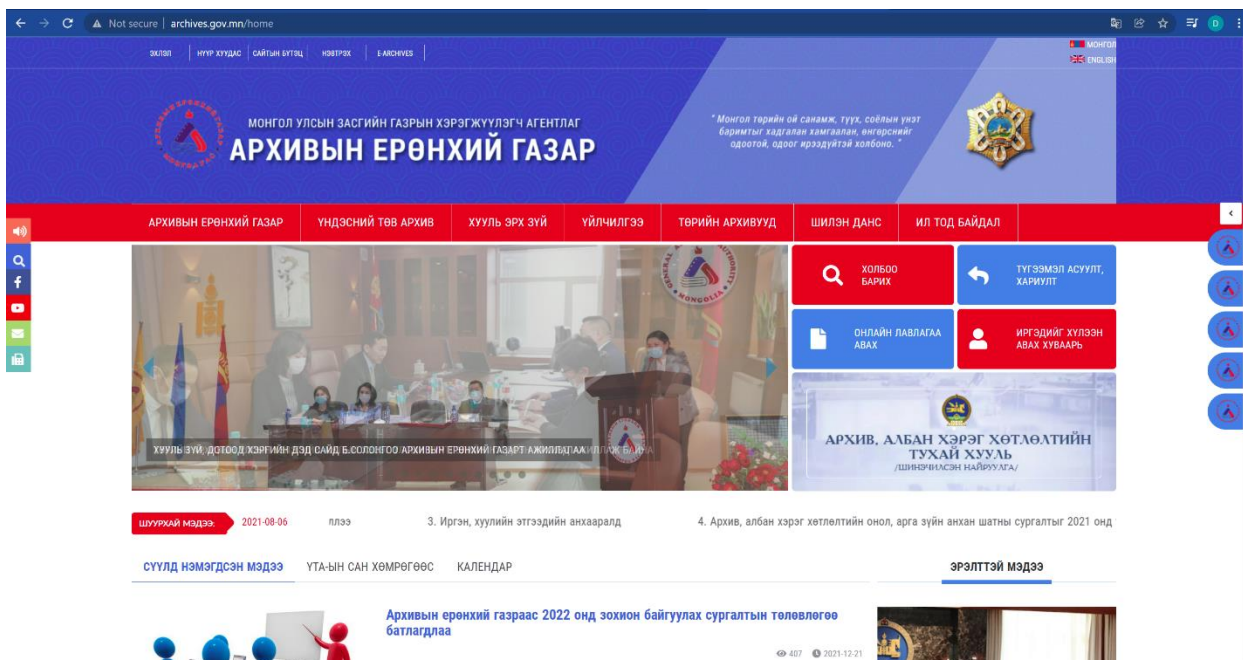 Not secure | archives.gov.mn/home
ЭХЛЭЛ НҮҮР ХУУДАС САЙТЫН БҮТЭЦ НЭВТРЭХ E-ARCHIVES
МОНГОЛ
ENGLISH
МОНГОЛ УЛСЫН ЗАСГИЙН ГАЗРЫН ХЭРЭГЖҮҮЛЭГЧ АГЕНТЛАГ
АРХИВЫН ЕРӨНХИЙ ГАЗАР
" Монгол төрийн ой санамж, түүх, соёлын үнэт
баримтыг хадгалан хамгаалан, өнгөрснийг
одоотой, одоог ирээдүйтэй холбоно. "
АРХИВЫН ЕРӨНХИЙ ГАЗАР ҮНДЭСНИЙ ТӨВ АРХИВ ХУУЛЬ ЭРХ ЗҮЙ ҮЙЛЧИЛГЭЭ ТӨРИЙН АРХИВУУД ШИЛЭН ДАНС ИЛ ТОД БАЙДАЛ
GENERAL AUTHORITY
MONGOLIA
ХУУЛЬ ЗҮЙ, ДОТООД ХЭРГИЙН ДЭД САЙД Б.СОЛОНГОО АРХИВЫН ЕРӨНХИЙ ГАЗАРТ АЖИЛЛАЛАА
ХОЛБОО
БАРИХ
ТҮГЭЭМЭЛ АСУУЛТ,
ХАРИУЛТ
ОНЛАЙН ЛАВЛАГАА
АВАХ
ИРГЭДИЙГ ХҮЛЭЭН
АВАХ ХУВААРЬ
АРХИВ, АЛБАН ХЭРЭГ ХӨТЛӨЛТИЙН
ТУХАЙ ХУУЛЬ
/ШИНЭЧИЛСЭН НАЙРУУЛГА/
ШУУРХАЙ МЭДЭЭ: 2021-08-06 ллээ 3. Иргэн, хуулийн этгээдийн анхааралд 4. Архив, албан хэрэг хөтлөлтийн онол, арга зүйн анхан шатны сургалтыг 2021 онд
СҮҮЛД НЭМЭГДСЭН МЭДЭЭ ҮТА-ЫН САН ХӨМРӨГӨӨС КАЛЕНДАР
ЭРЭЛТТЭЙ МЭДЭЭ
Архивын ерөнхий газраас 2022 онд зохион байгуулах сургалтын төлөвлөгөө
батлагдлаа
407 2021-12-21